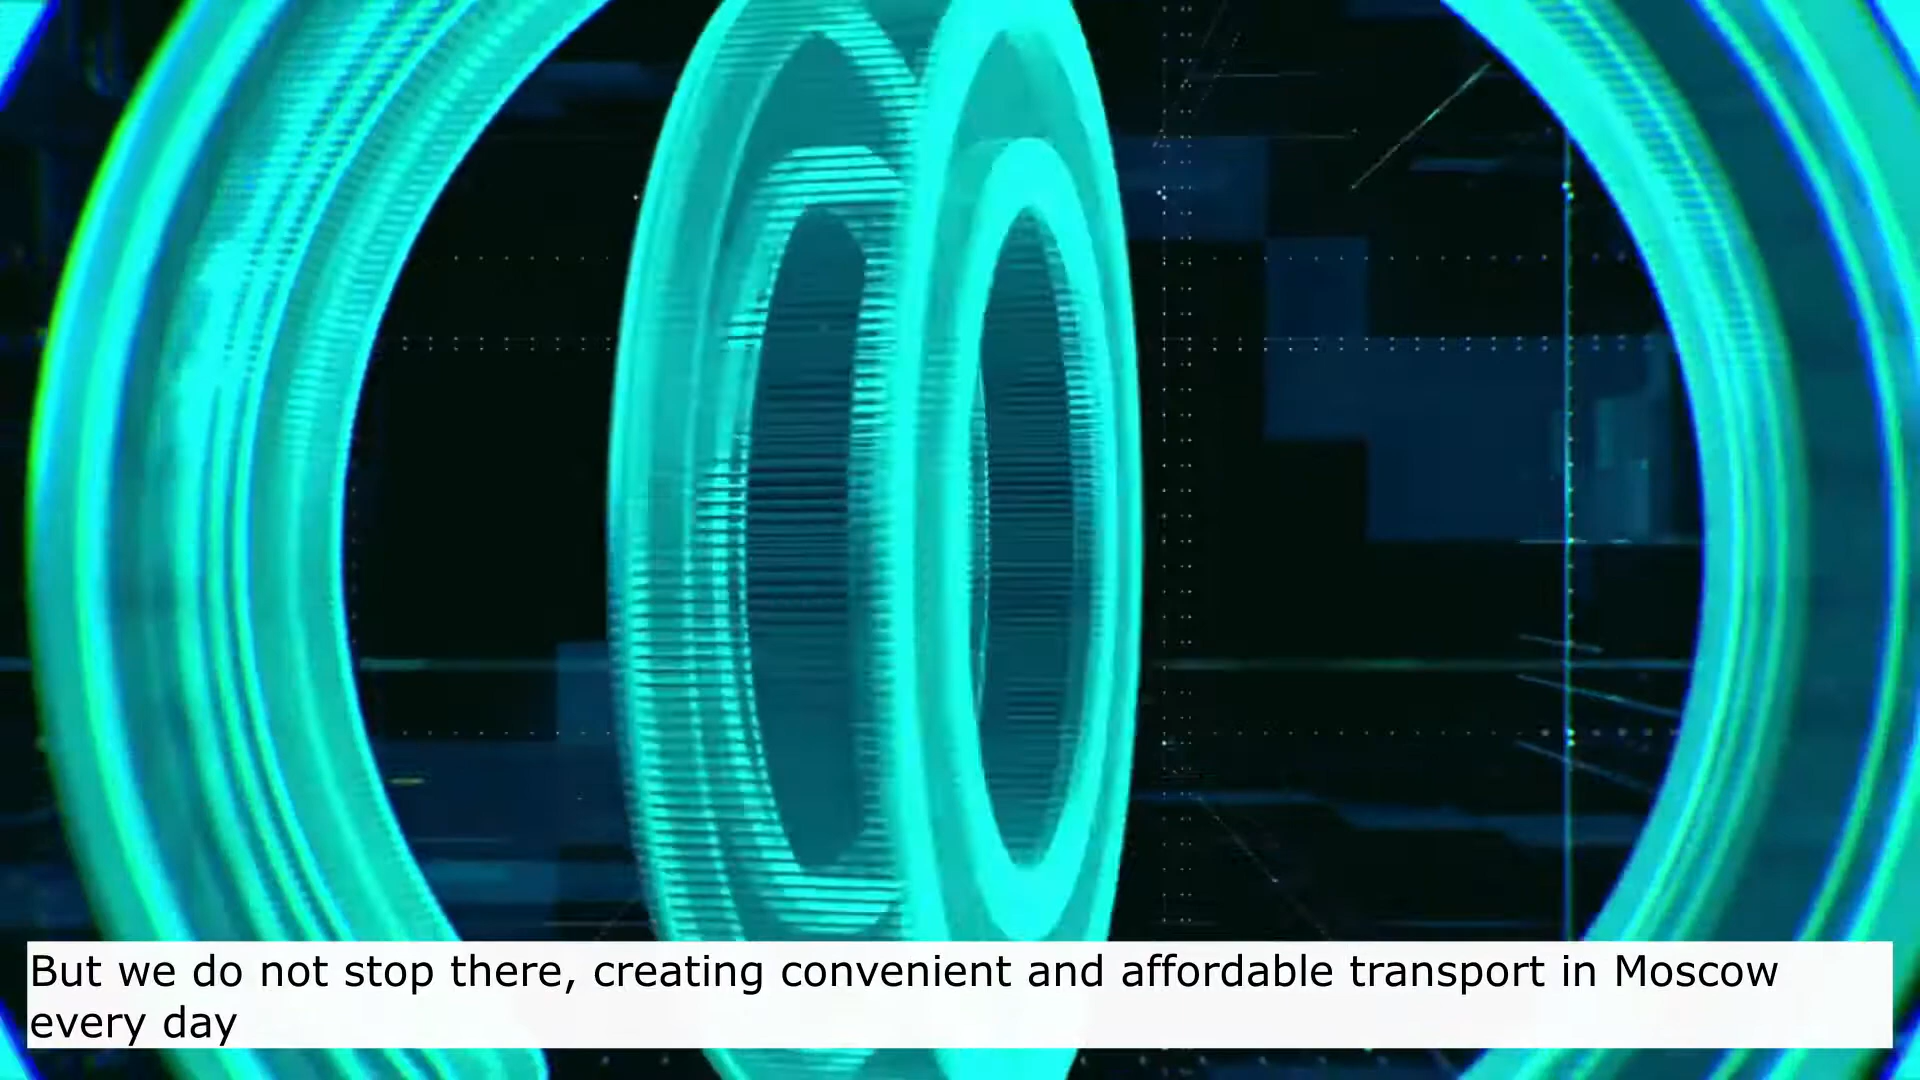 But we do not stop there, creating convenient and affordable transport in Moscow
every day